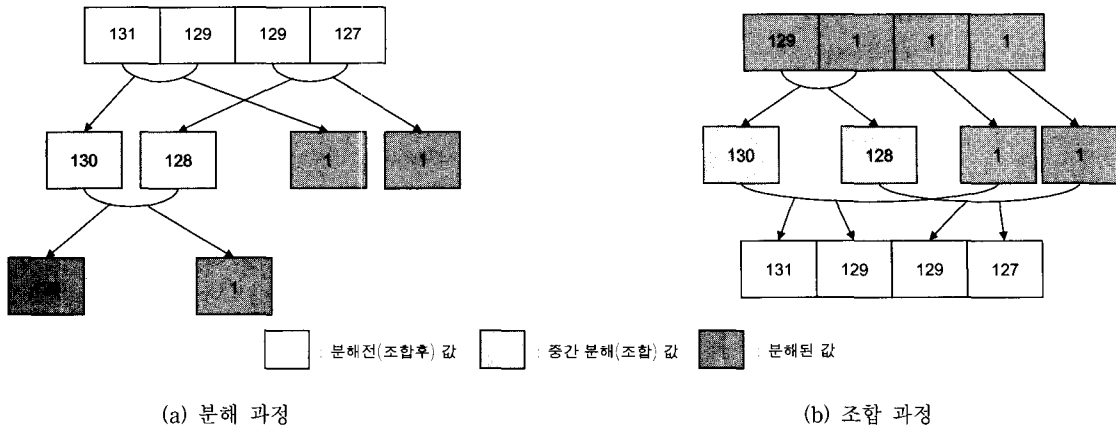 131 129 129 127
129 1 1 1
130 128 1 1
130 128 1 1
1
131 129 129 127
: 분해전(조합후) 값
: 중간 분해(조합) 값
: 분해된 값
(a) 분해 과정
(b) 조합 과정